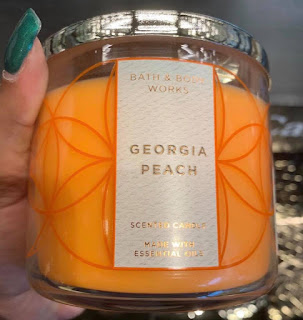 BATH & BODY
WORKS
GEORGIA
PEACH
SCENTED CANDLE
MADE WITH
ESSENTIAL OILS